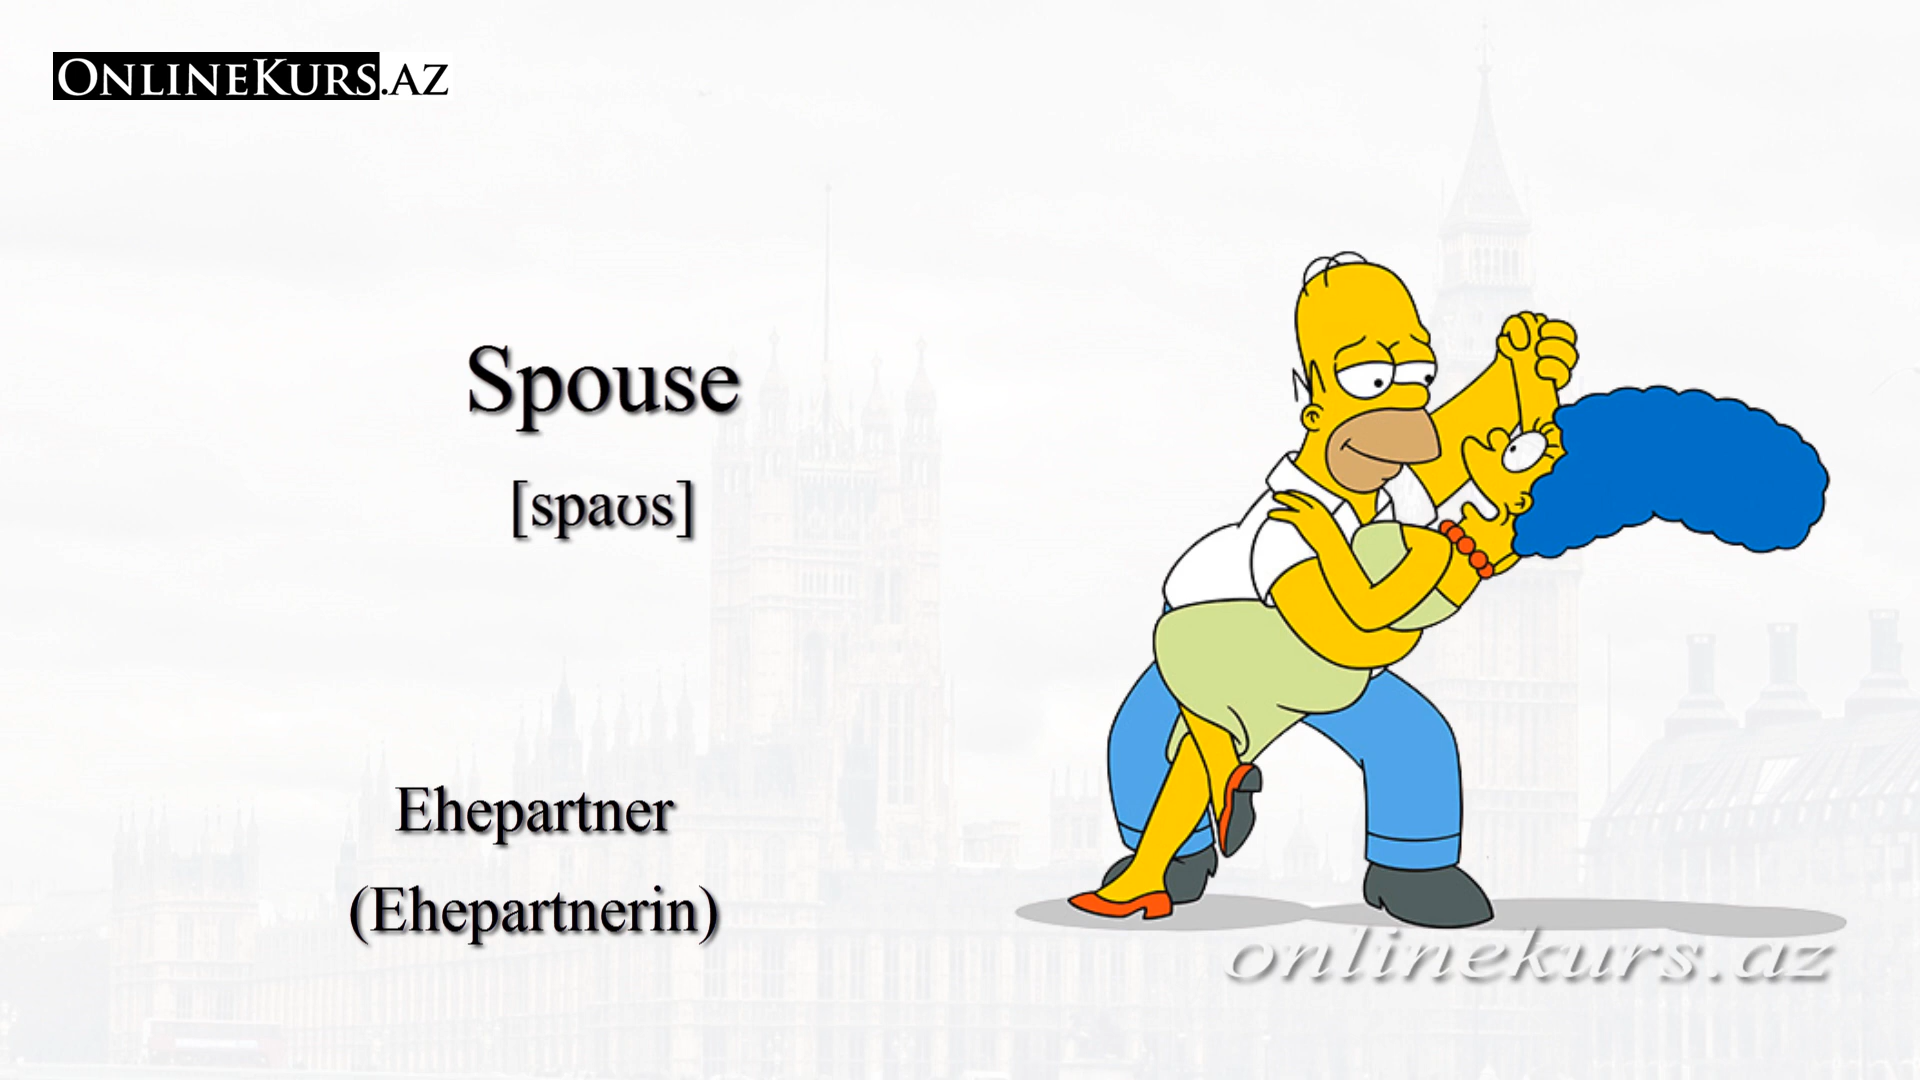 ONLINEKURS.AZ
Spouse
[spaʊs]
Ehepartner
(Ehepartnerin)
onlinekurs.az